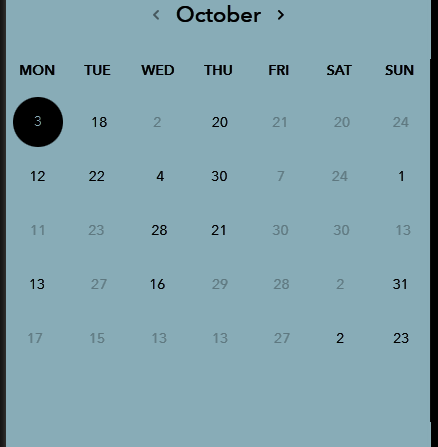 ‹ October ›
MON TUE WED THU FRI SAT SUN
3 18 2 20 21 20 24
12 22 4 30 7 24 1
11 23 28 21 30 30 13
13 27 16 29 28 2 31
17 15 13 13 27 2 23